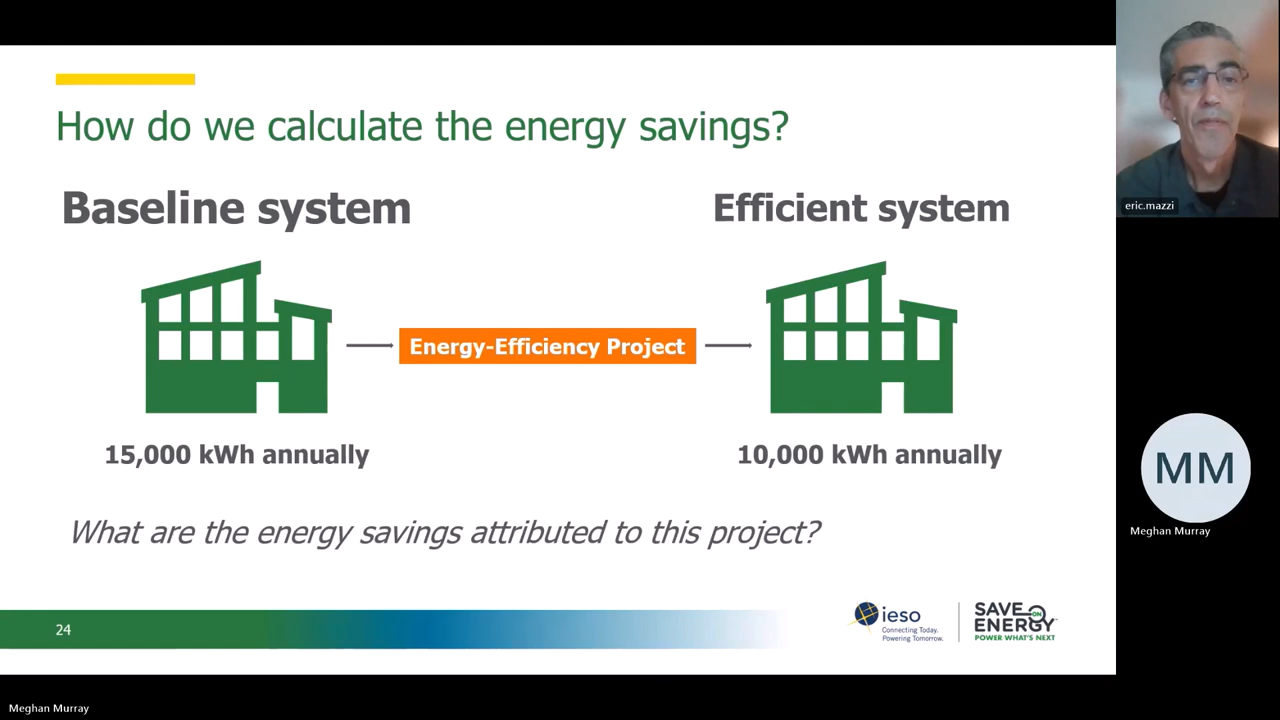 How do we calculate the energy savings?
Baseline system
Efficient system
Energy-Efficiency Project
15,000 kWh annually
10,000 kWh annually
What are the energy savings attributed to this project?
24
ieso
Connecting Today.
Powering Tomorrow.
SAVE ON
ENERGY
POWER WHAT'S NEXT
eric.mazzi
MM
Meghan Murray
Meghan Murray